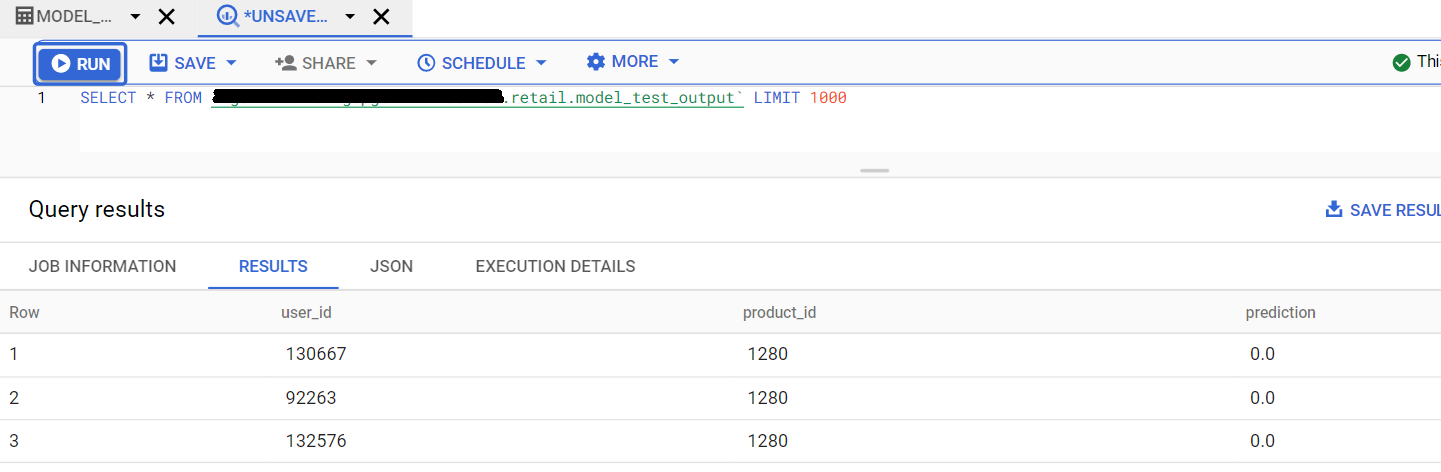 MODEL_... *UNSAVE...
RUN SAVE SHARE SCHEDULE MORE Thi
1 SELECT * FROM .retail.model_test_output` LIMIT 1000
Query results
SAVE RESUL
JOB INFORMATION RESULTS JSON EXECUTION DETAILS
Row user_id product_id prediction
1 130667 1280 0.0
2 92263 1280 0.0
3 132576 1280 0.0